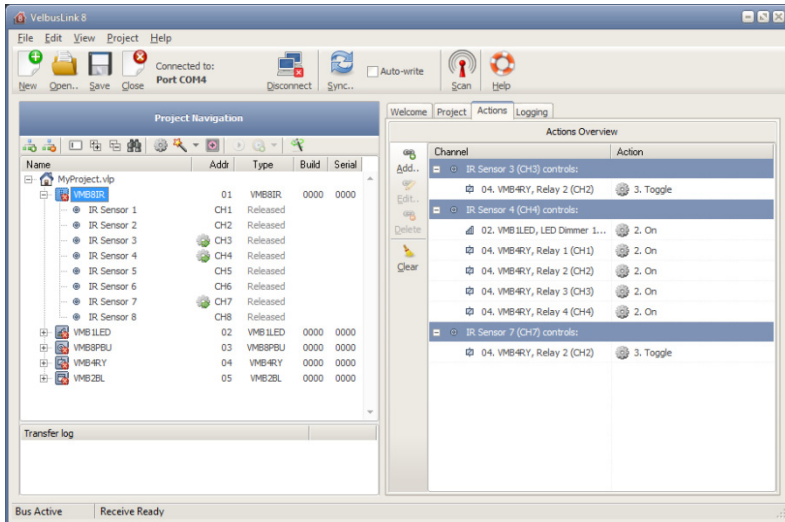 VelbusLink 8
File Edit View Project Help
New Open.. Save Close Connected to: Port COM4 Disconnect Sync.. Auto-write Scan Help
Project Navigation
Name Addr Type Build Serial
MyProject.vlp
VMB8IR 01 VMB8IR 0000 0000
IR Sensor 1 CH1 Released
IR Sensor 2 CH2 Released
IR Sensor 3 CH3 Released
IR Sensor 4 CH4 Released
IR Sensor 5 CH5 Released
IR Sensor 6 CH6 Released
IR Sensor 7 CH7 Released
IR Sensor 8 CH8 Released
VMB1LED 02 VMB1LED 0000 0000
VMB8PBU 03 VMB8PBU 0000 0000
VMB4RY 04 VMB4RY 0000 0000
VMB2BL 05 VMB2BL 0000 0000
Transfer log
Welcome Project Actions Logging
Actions Overview
Add..
Edit..
Delete
Clear
Channel Action
IR Sensor 3 (CH3) controls:
04. VMB4RY, Relay 2 (CH2) 3. Toggle
IR Sensor 4 (CH4) controls:
02. VMB1LED, LED Dimmer 1... 2. On
04. VMB4RY, Relay 1 (CH1) 2. On
04. VMB4RY, Relay 2 (CH2) 2. On
04. VMB4RY, Relay 3 (CH3) 2. On
04. VMB4RY, Relay 4 (CH4) 2. On
IR Sensor 7 (CH7) controls:
04. VMB4RY, Relay 2 (CH2) 3. Toggle
Bus Active Receive Ready